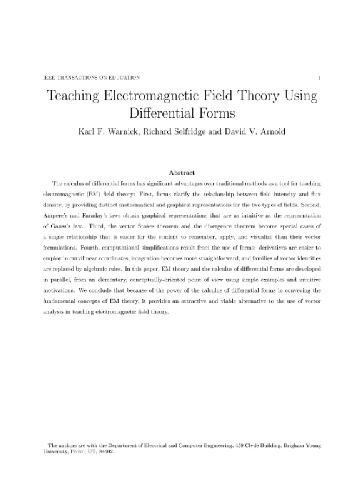 IEEE TRANSACTIONS ON EDUCATION 1
Teaching Electromagnetic Field Theory Using
Differential Forms
Karl F. Warnick, Richard Selfridge and David V. Arnold
Abstract
The calculus of differential forms has significant advantages over traditional methods as a tool for teaching
electromagnetic (EM) field theory: First, forms clarify the relationship between field intensity and flux
density, by providing distinct mathematical and graphical representations for the two types of fields. Second,
Ampere's and Faraday's laws obtain graphical representations that are as intuitive as the representation
of Gauss's law. Third, the vector Stokes theorem and the divergence theorem become special cases of
a single relationship that is easier for the student to remember, apply, and visualize than their vector
formulations. Fourth, computational simplifications result from the use of forms: derivatives are easier to
employ in curvilinear coordinates, integration becomes more straightforward, and families of vector identities
are replaced by algebraic rules. In this paper, EM theory and the calculus of differential forms are developed
in parallel, from an elementary, conceptually-oriented point of view using simple examples and intuitive
motivations. We conclude that because of the power of the calculus of differential forms in conveying the
fundamental concepts of EM theory, it provides an attractive and viable alternative to the use of vector
analysis in teaching electromagnetic field theory.
The authors are with the Department of Electrical and Computer Engineering, 459 Clyde Building, Brigham Young
University, Provo, UT, 84602.